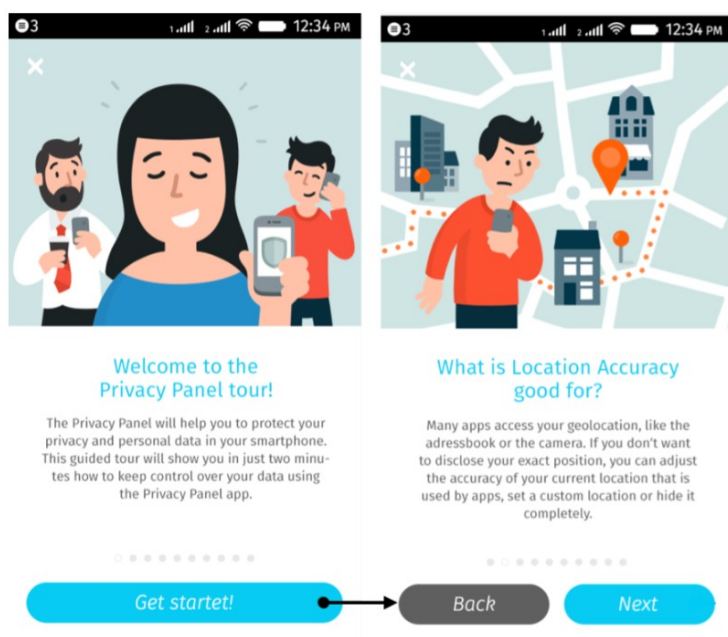 3 1 2 12:34 PM
Welcome to the
Privacy Panel tour!
The Privacy Panel will help you to protect your
privacy and personal data in your smartphone.
This guided tour will show you in just two minu-
tes how to keep control over your data using
the Privacy Panel app.
Get startet!
3 1 2 12:34 PM
What is Location Accuracy
good for?
Many apps access your geolocation, like the
adressbook or the camera. If you don't want
to disclose your exact position, you can adjust
the accuracy of your current location that is
used by apps, set a custom location or hide it
completely.
Back
Next